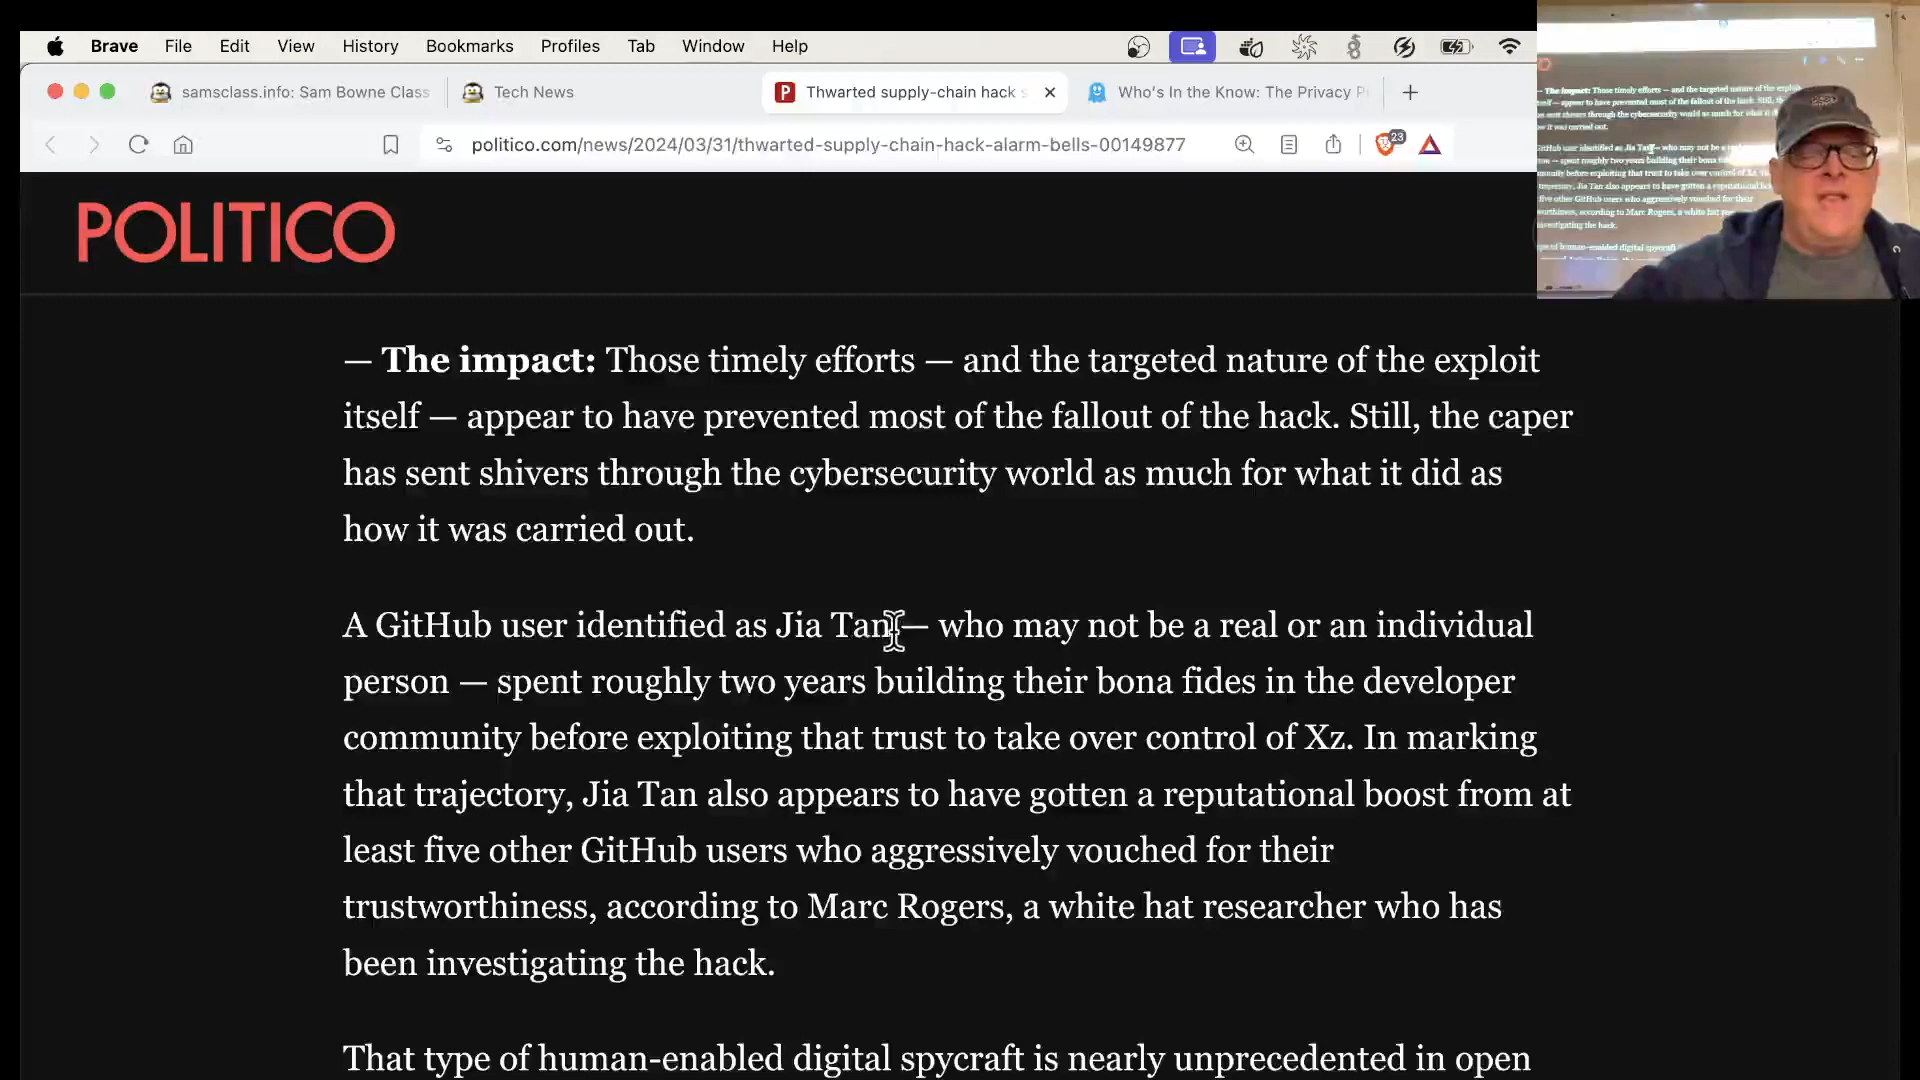 Brave File Edit View History Bookmarks Profiles Tab Window Help
samsclass.info: Sam Bowne Class
Tech News
Thwarted supply-chain hack s
Who's In the Know: The Privacy P
politico.com/news/2024/03/31/thwarted-supply-chain-hack-alarm-bells-00149877
23
POLITICO
— The impact: Those timely efforts — and the targeted nature of the exploit
itself — appear to have prevented most of the fallout of the hack. Still, the caper
has sent shivers through the cybersecurity world as much for what it did as
how it was carried out.
A GitHub user identified as Jia Tan — who may not be a real or an individual
person — spent roughly two years building their bona fides in the developer
community before exploiting that trust to take over control of Xz. In marking
that trajectory, Jia Tan also appears to have gotten a reputational boost from at
least five other GitHub users who aggressively vouched for their
trustworthiness, according to Marc Rogers, a white hat researcher who has
been investigating the hack.
That type of human-enabled digital spycraft is nearly unprecedented in open